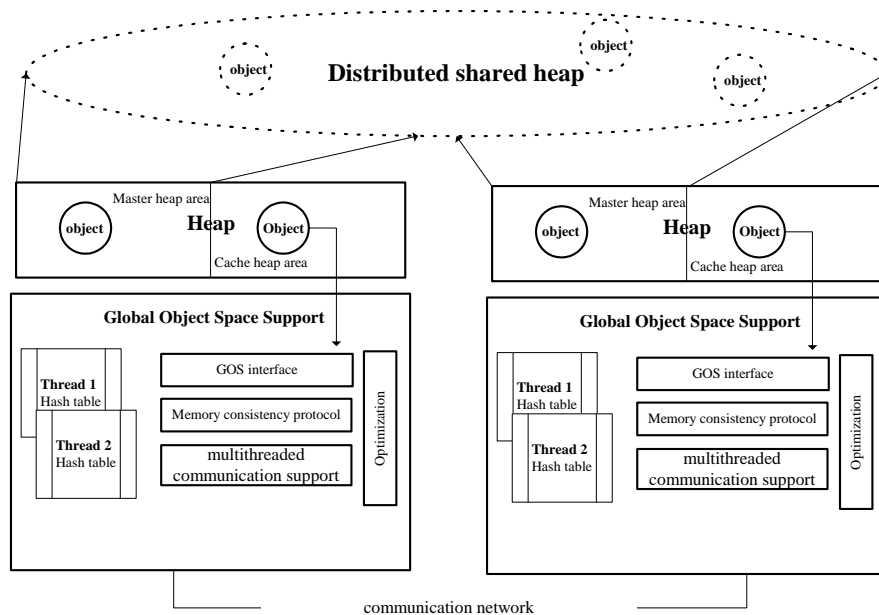 object
object
object
Distributed shared heap
Master heap area
object
Heap
Object
Cache heap area
Master heap area
object
Heap
Object
Cache heap area
Global Object Space Support
Thread 1
Hash table
Thread 2
Hash table
GOS interface
Memory consistency protocol
multithreaded
communication support
Optimization
Global Object Space Support
Thread 1
Hash table
Thread 2
Hash table
GOS interface
Memory consistency protocol
multithreaded
communication support
Optimization
communication network